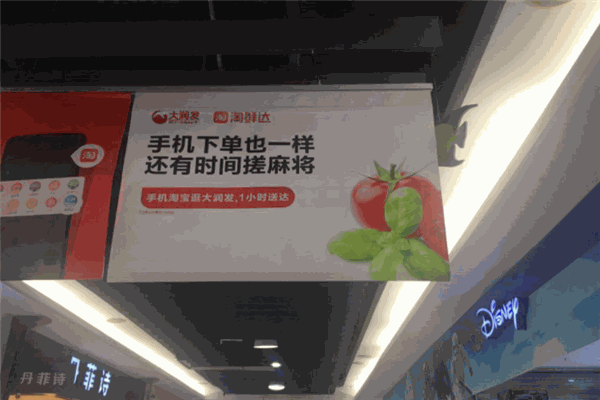 大润发 淘鲜达
手机下单也一样
还有时间搓麻将
手机淘宝逛大润发,1小时送达
淘
DISNEY
丹菲诗
菲诗